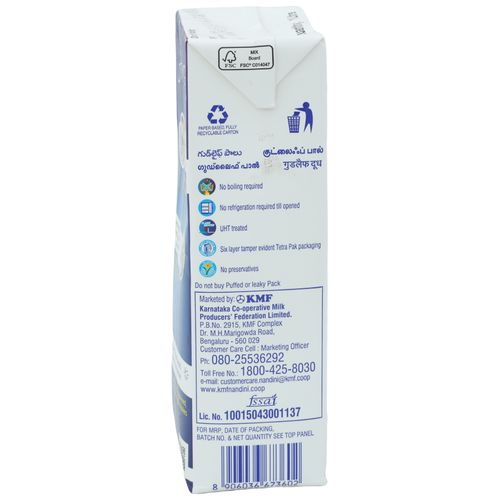 MIX
Board
FSC
FSC® C014047
PAPER BASED, FULLY
RECYCLABLE CARTON
గుడ్‌లైఫ్ పాలు
குட்லைஃப் பால்
ഗുഡ്‌ലൈഫ് പാൽ
गुडलैफ दूध
No boiling required
No refrigeration required till opened
UHT treated
Six layer tamper evident Tetra Pak packaging
No preservatives
Do not buy Puffed or leaky Pack
Marketed by: KMF
Karnataka Co-operative Milk
Producers' Federation Limited.
P.B.No. 2915, KMF Complex
Dr. M.H.Marigowda Road,
Bengaluru - 560 029
Customer Care Cell : Marketing Officer
Ph: 080-25536292
Toll Free No.: 1800-425-8030
e-mail: customercare.nandini@kmf.coop
www.kmfnandini.coop
fssai
Lic. No. 10015043001137
FOR MRP, DATE OF PACKING,
BATCH NO. & NET QUANTITY SEE TOP PANEL
8 906036 673602